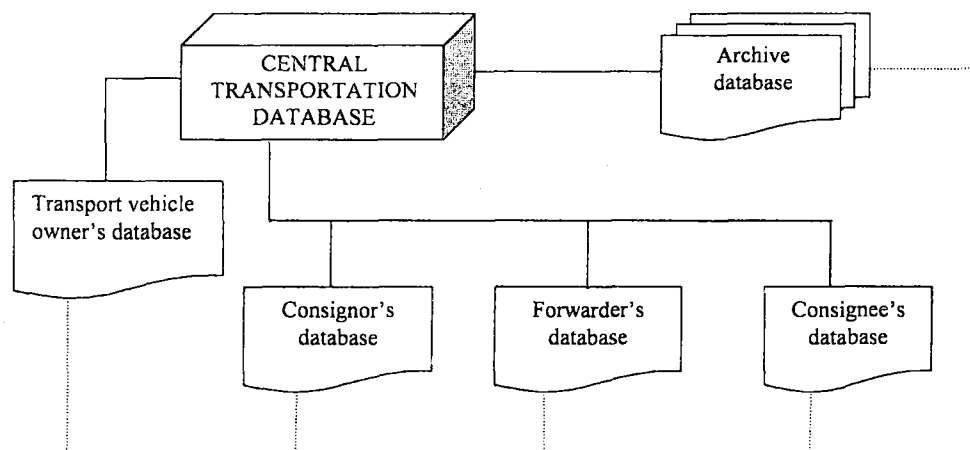 CENTRAL
TRANSPORTATION
DATABASE
Archive
database
Transport vehicle
owner's database
Consignor's
database
Forwarder's
database
Consignee's
database